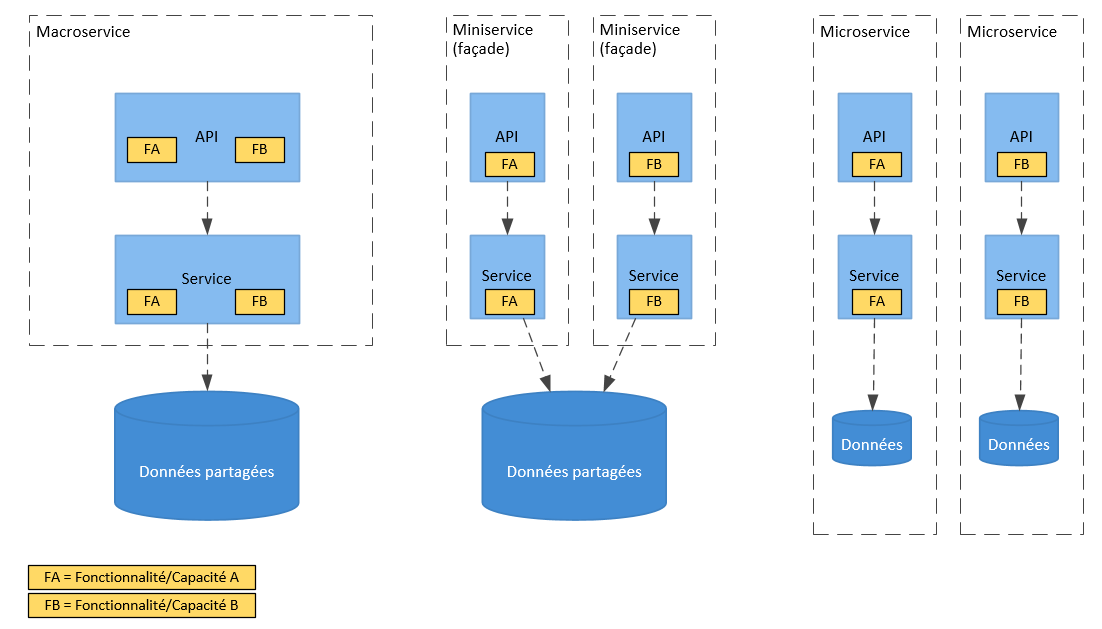 Macroservice
API
FA
FB
Service
FA
FB
Données partagées
Miniservice
(façade)
API
FA
Service
FA
Miniservice
(façade)
API
FB
Service
FB
Données partagées
Microservice
API
FA
Service
FA
Données
Microservice
API
FB
Service
FB
Données
FA = Fonctionnalité/Capacité A
FB = Fonctionnalité/Capacité B